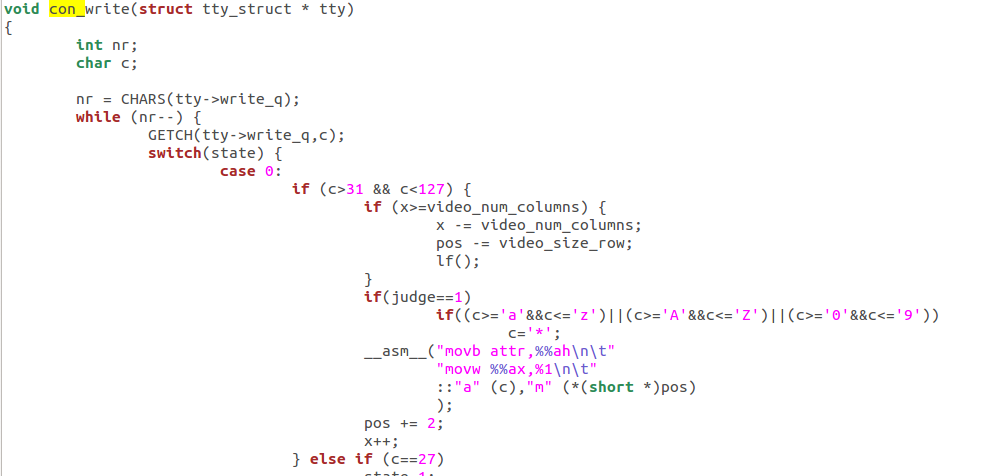 void con_write(struct tty_struct * tty)
{
int nr;
char c;
nr = CHARS(tty->write_q);
while (nr--) {
GETCH(tty->write_q,c);
switch(state) {
case 0:
if (c>31 && c<127) {
if (x>=video_num_columns) {
x -= video_num_columns;
pos -= video_size_row;
lf();
}
if(judge==1)
if((c>='a'&&c<='z')||(c>='A'&&c<='Z')||(c>='0'&&c<='9'))
c='*';
__asm__("movb attr,%%ah\n\t"
"movw %%ax,%1\n\t"
::"a" (c),"m" (*(short *)pos)
);
pos += 2;
x++;
} else if (c==27)